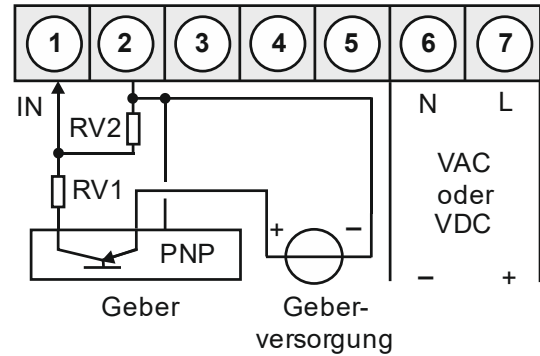 1 2 3 4 5 6 7
IN
N L
RV2
VAC
oder
VDC
RV1
+ −
PNP
− +
Geber
Geber-
versorgung